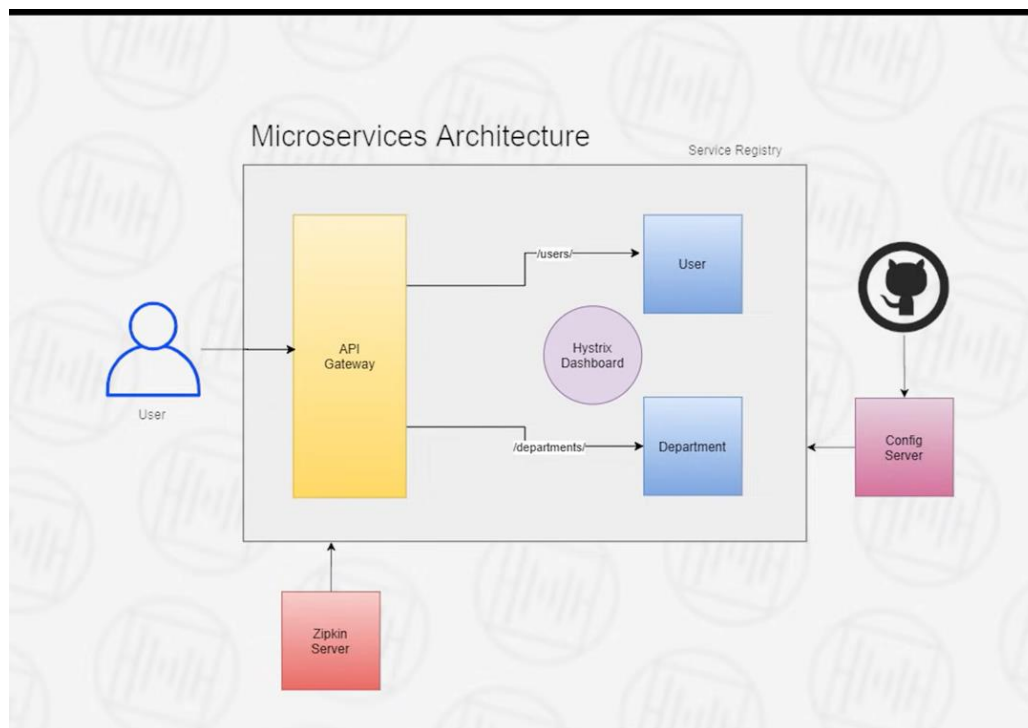 Microservices Architecture
Service Registry
/users/
User
API
Gateway
Hystrix
Dashboard
User
/departments/
Department
Config
Server
Zipkin
Server